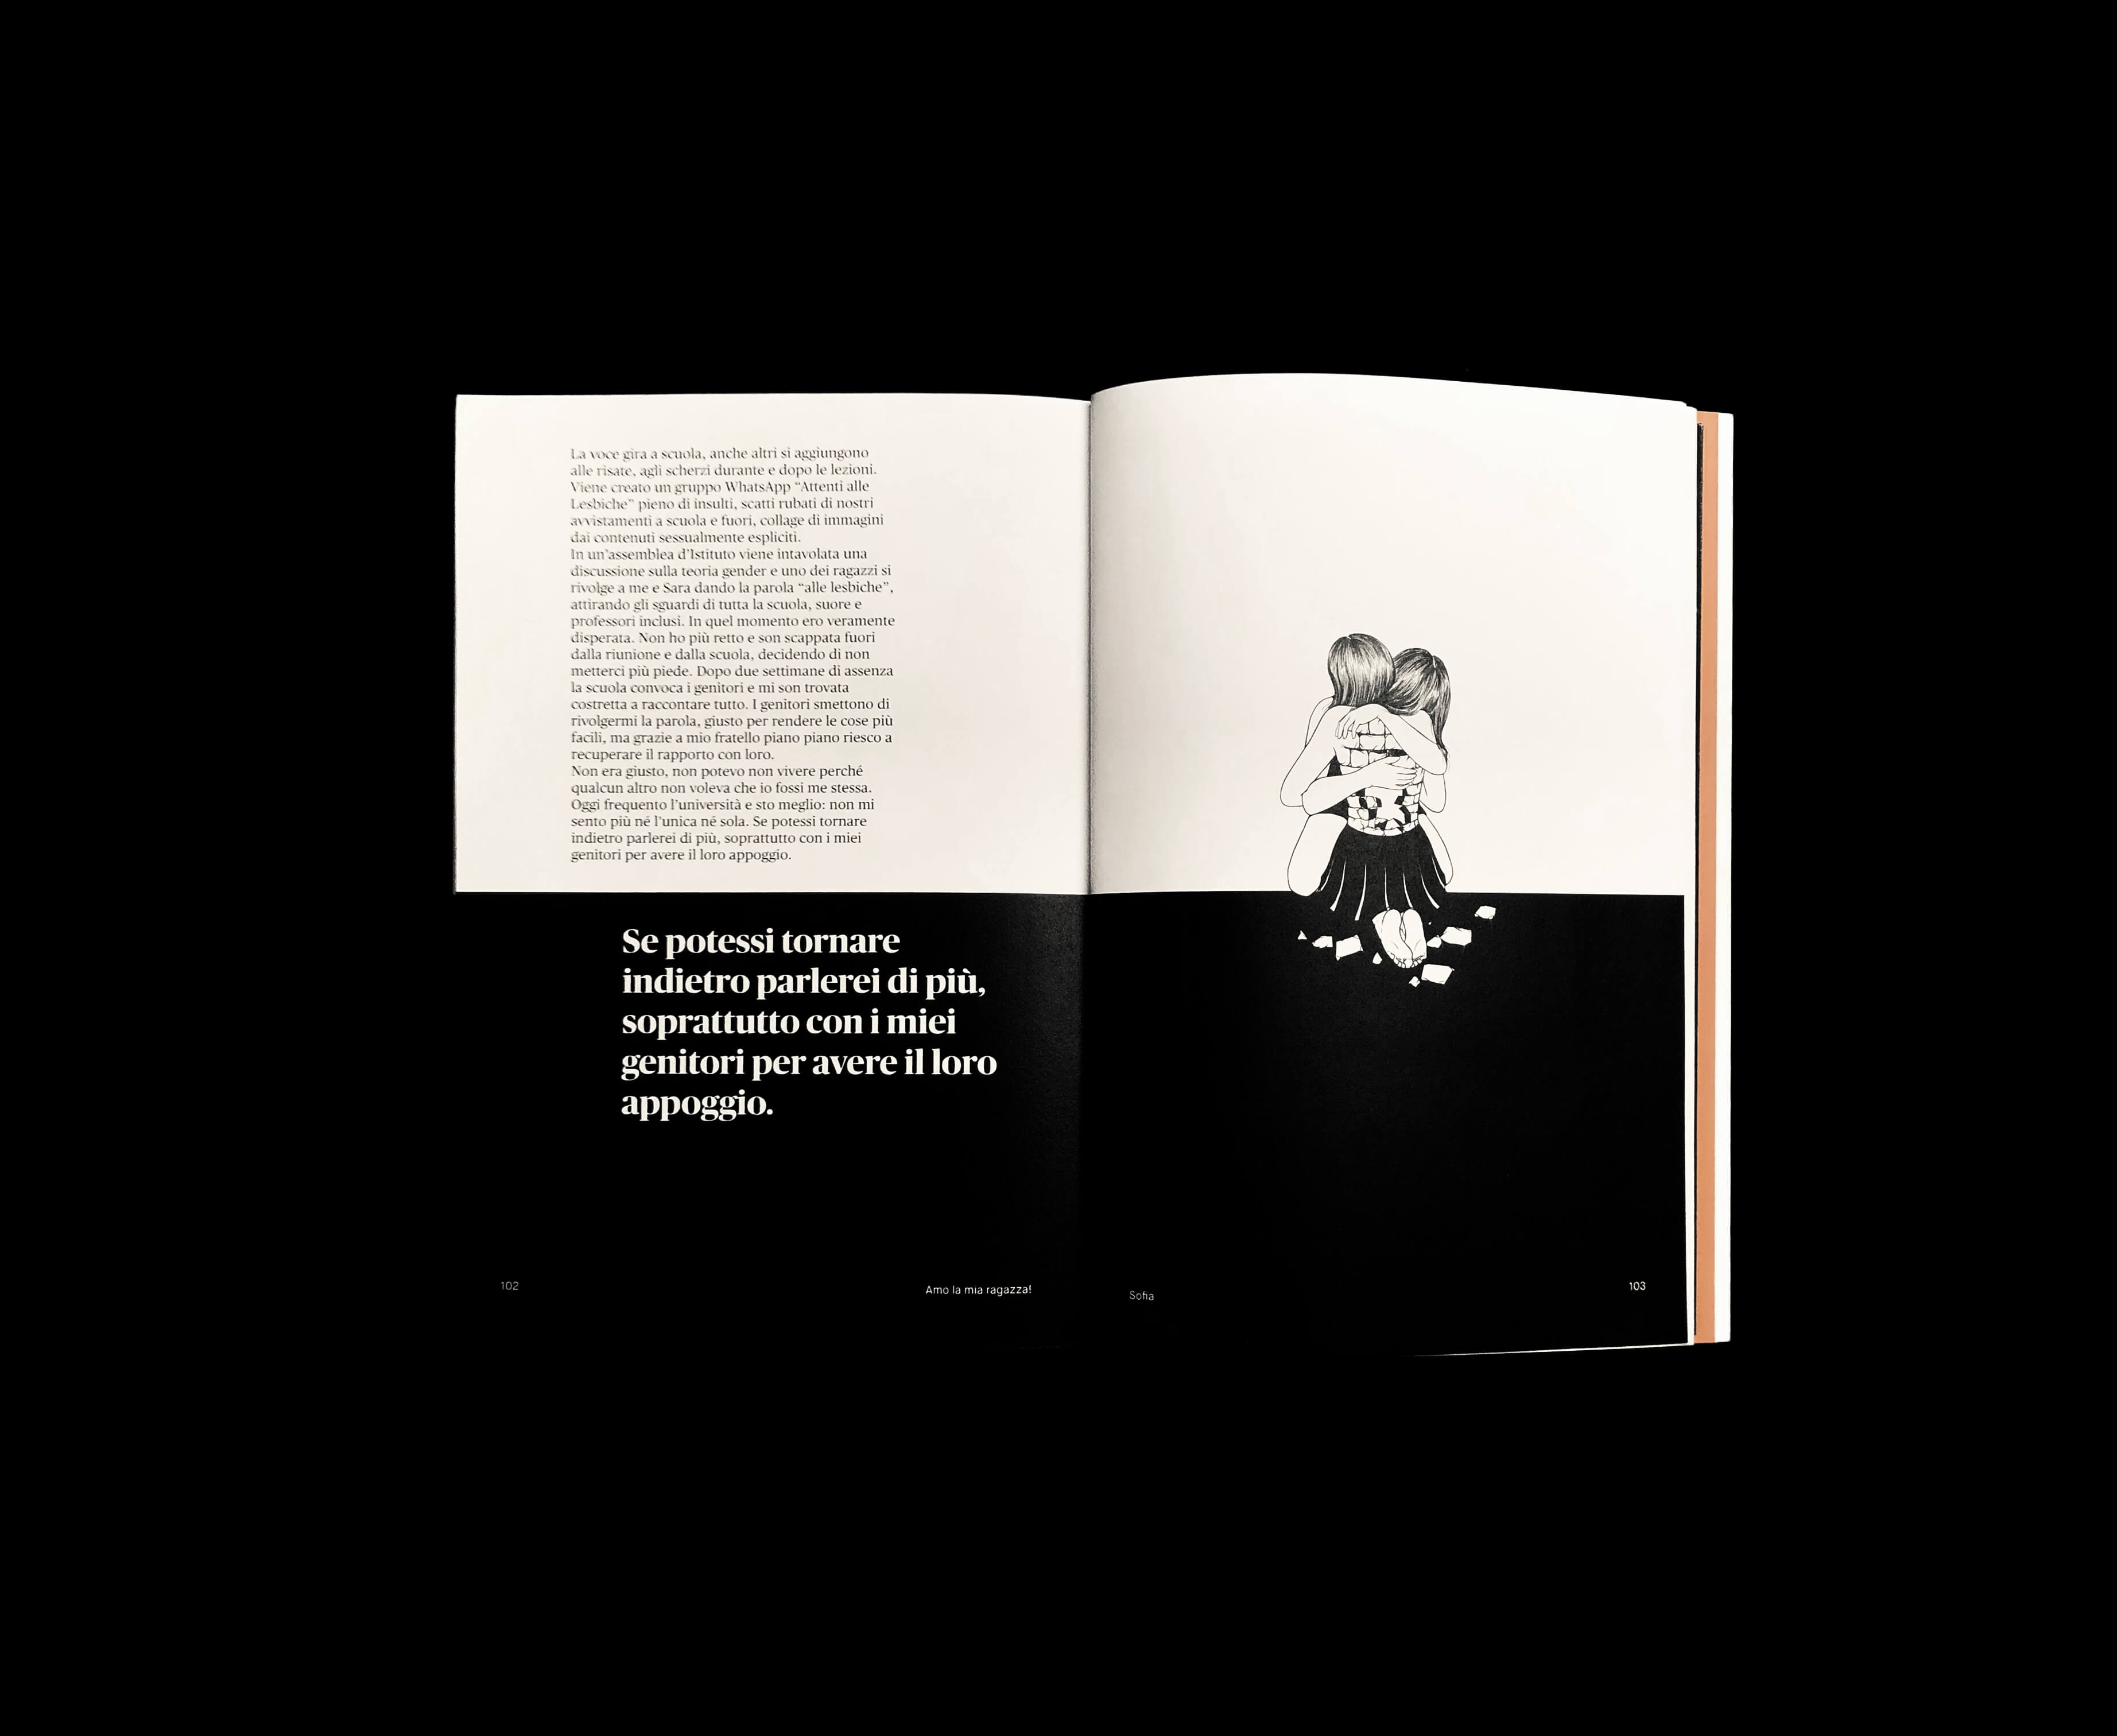 La voce gira a scuola, anche altri si aggiungono
alle risate, agli scherzi durante e dopo le lezioni.
Viene creato un gruppo WhatsApp “Attenti alle
Lesbiche” pieno di insulti, scatti rubati di nostri
avvistamenti a scuola e fuori, collage di immagini
dai contenuti sessualmente espliciti.
In un’assemblea d’Istituto viene intavolata una
discussione sulla teoria gender e uno dei ragazzi si
rivolge a me e Sara dando la parola “alle lesbiche”,
attirando gli sguardi di tutta la scuola, suore e
professori inclusi. In quel momento ero veramente
disperata. Non ho più retto e son scappata fuori
dalla riunione e dalla scuola, decidendo di non
metterci più piede. Dopo due settimane di assenza
la scuola convoca i genitori e mi son trovata
costretta a raccontare tutto. I genitori smettono di
rivolgermi la parola, giusto per rendere le cose più
facili, ma grazie a mio fratello piano piano riesco a
recuperare il rapporto con loro.
Non era giusto, non potevo non vivere perché
qualcun altro non voleva che io fossi me stessa.
Oggi frequento l’università e sto meglio: non mi
sento più né l’unica né sola. Se potessi tornare
indietro parlerei di più, soprattutto con i miei
genitori per avere il loro appoggio.
Se potessi tornare
indietro parlerei di più,
soprattutto con i miei
genitori per avere il loro
appoggio.
102
Amo la mia ragazza!
Sofia
103